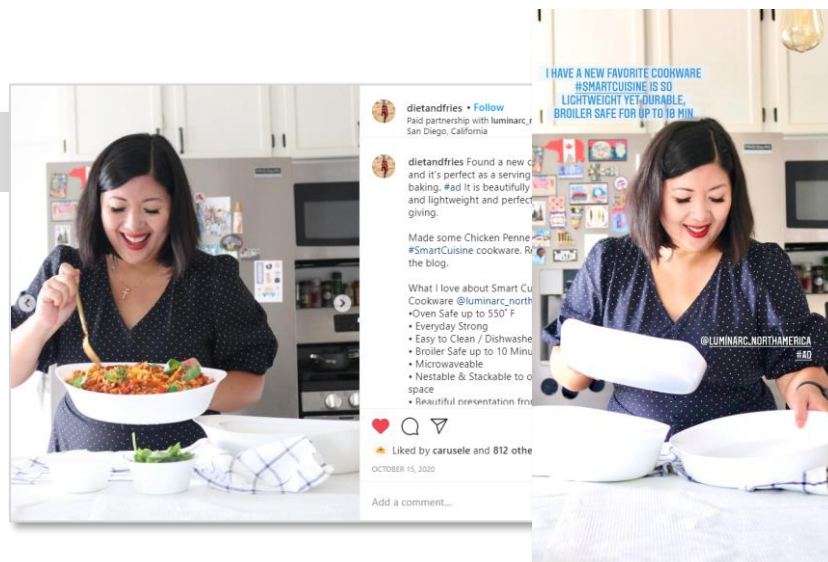 dietandfries • Follow
Paid partnership with luminarc_
San Diego, California
dietandfries Found a new
and it's perfect as a serving
baking. #ad It is beautifully
and lightweight and perfect
giving.
Made some Chicken Penne
#SmartCuisine cookware.
the blog.
What I love about Smart
Cookware @luminarc_north
•Oven Safe up to 550° F
• Everyday Strong
• Easy to Clean / Dishwashe
• Broiler Safe up to 10 Minu
• Microwaveable
• Nestable & Stackable to
space
• Beautiful presentation from
Liked by carusele and 812 othe
OCTOBER 15, 2020
Add a comment...
I HAVE A NEW FAVORITE COOKWARE
#SMARTCUISINE IS SO
LIGHTWEIGHT YET DURABLE,
BROILER SAFE FOR UP TO 10 MIN
@LUMINARC_NORTHAMERICA
#AD